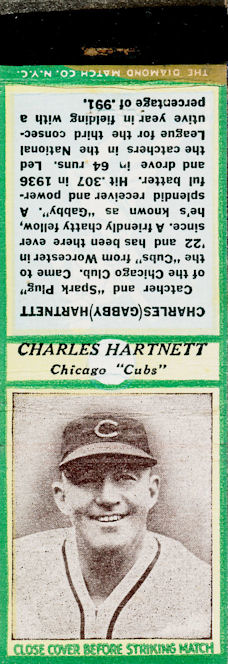 THE DIAMOND MATCH CO. N.Y.C.
CHARLES (GABBY) HARTNETT
Catcher and "Spark Plug"
of the Chicago Club. Came to
the "Cubs" from Worcester in
'22 and has been there ever
since. A friendly chatty fellow,
he's known as "Gabby". A
splendid receiver and power-
ful batter. Hit .307 in 1936
and drove in 64 runs. Led
the catchers in the National
League for the third consec-
utive year in fielding with a
percentage of .991.
CHARLES HARTNETT
Chicago "Cubs"
C
CLOSE COVER BEFORE STRIKING MATCH